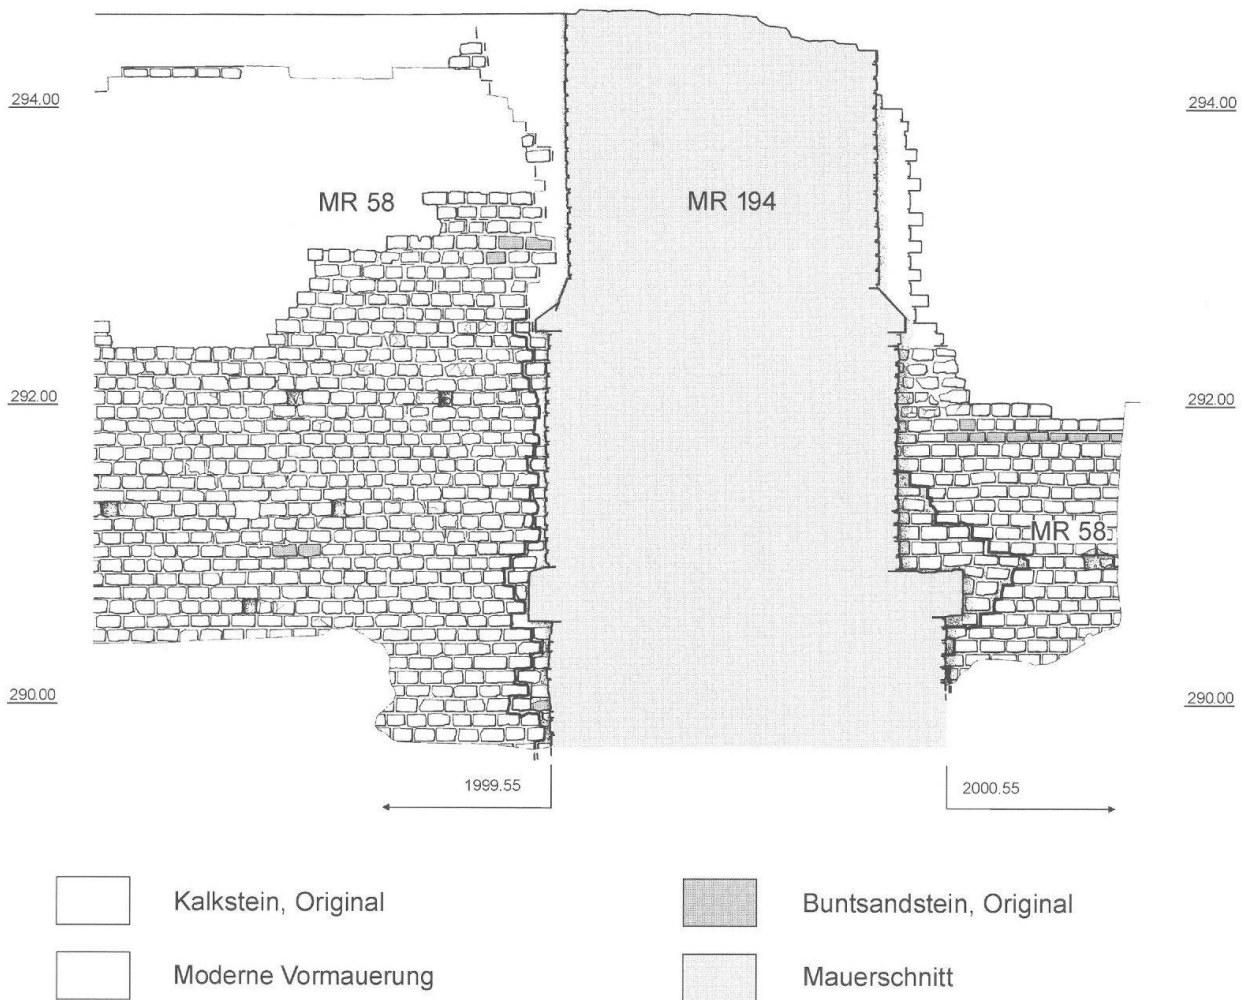 294.00
294.00
MR 58
MR 194
292.00
292.00
MR 58
290.00
290.00
1999.55
2000.55
Kalkstein, Original
Buntsandstein, Original
Moderne Vormauerung
Mauerschnitt